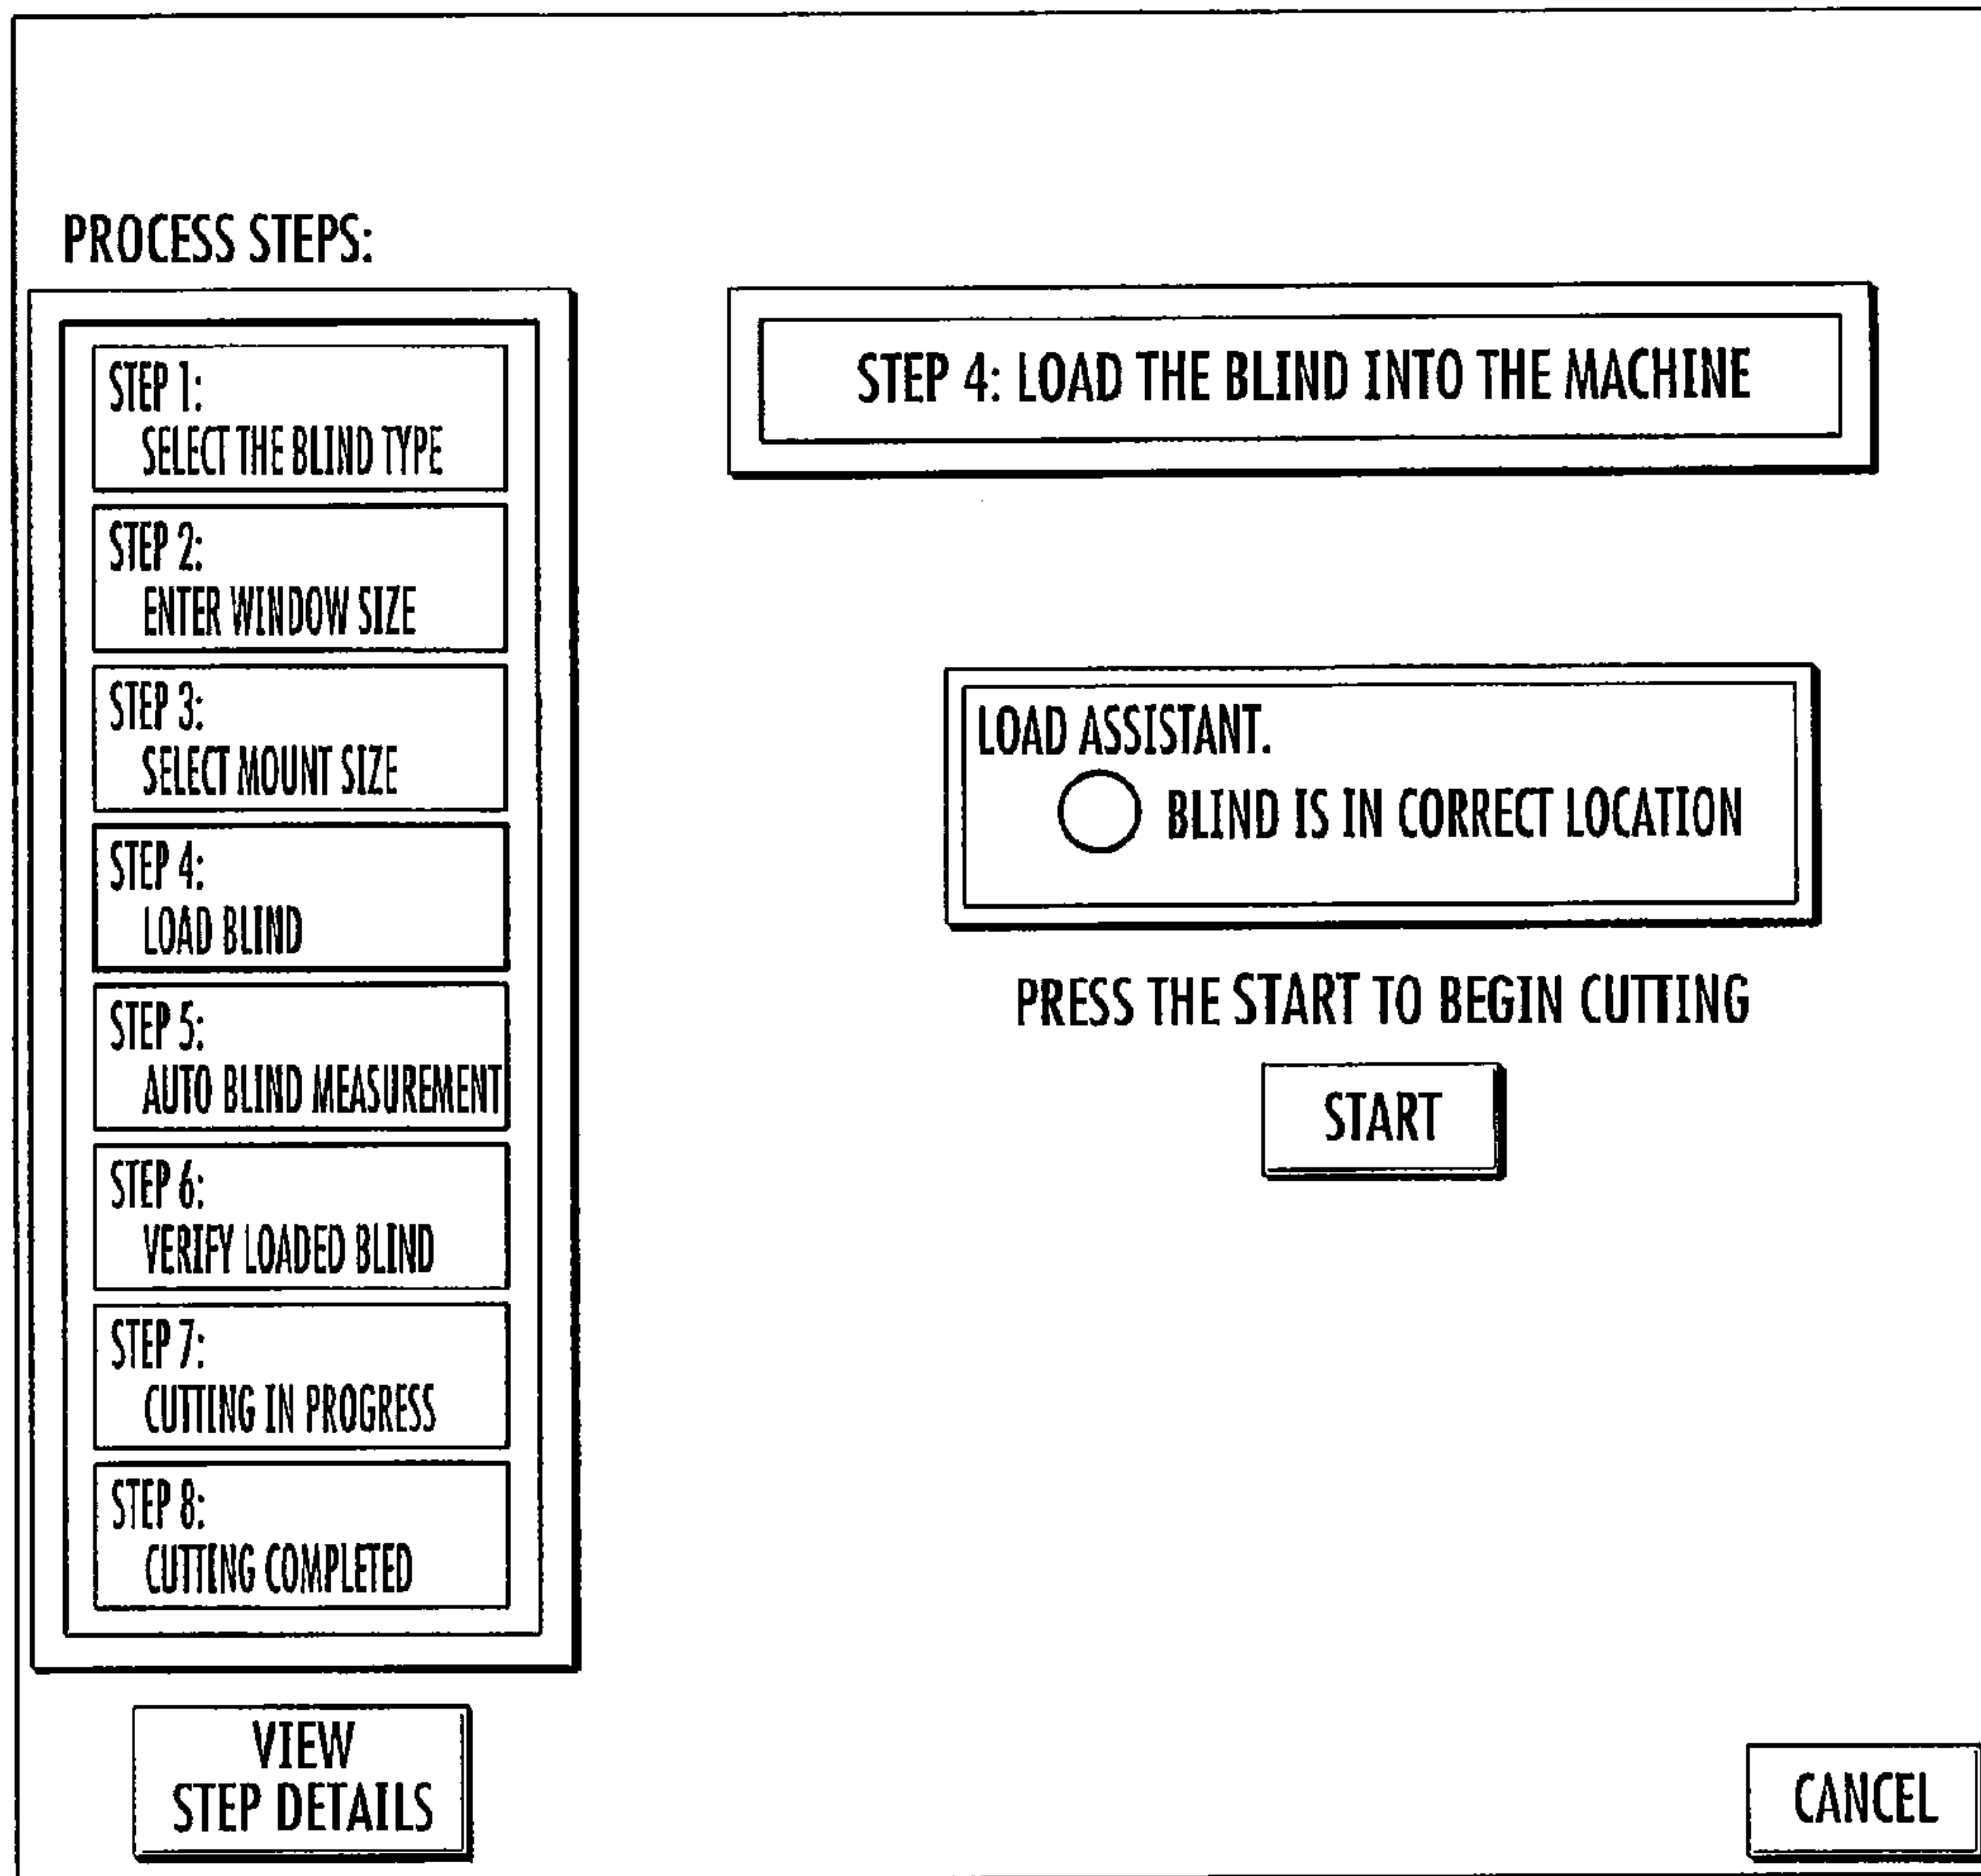 PROCESS STEPS:
STEP 1:
SELECT THE BLIND TYPE
STEP 2:
ENTER WINDOW SIZE
STEP 3:
SELECT MOUNT SIZE
STEP 4:
LOAD BLIND
STEP 5:
AUTO BLIND MEASUREMENT
STEP 6:
VERIFY LOADED BLIND
STEP 7:
CUTTING IN PROGRESS
STEP 8:
CUTTING COMPLETED
VIEW
STEP DETAILS
STEP 4: LOAD THE BLIND INTO THE MACHINE
LOAD ASSISTANT.
BLIND IS IN CORRECT LOCATION
PRESS THE START TO BEGIN CUTTING
START
CANCEL